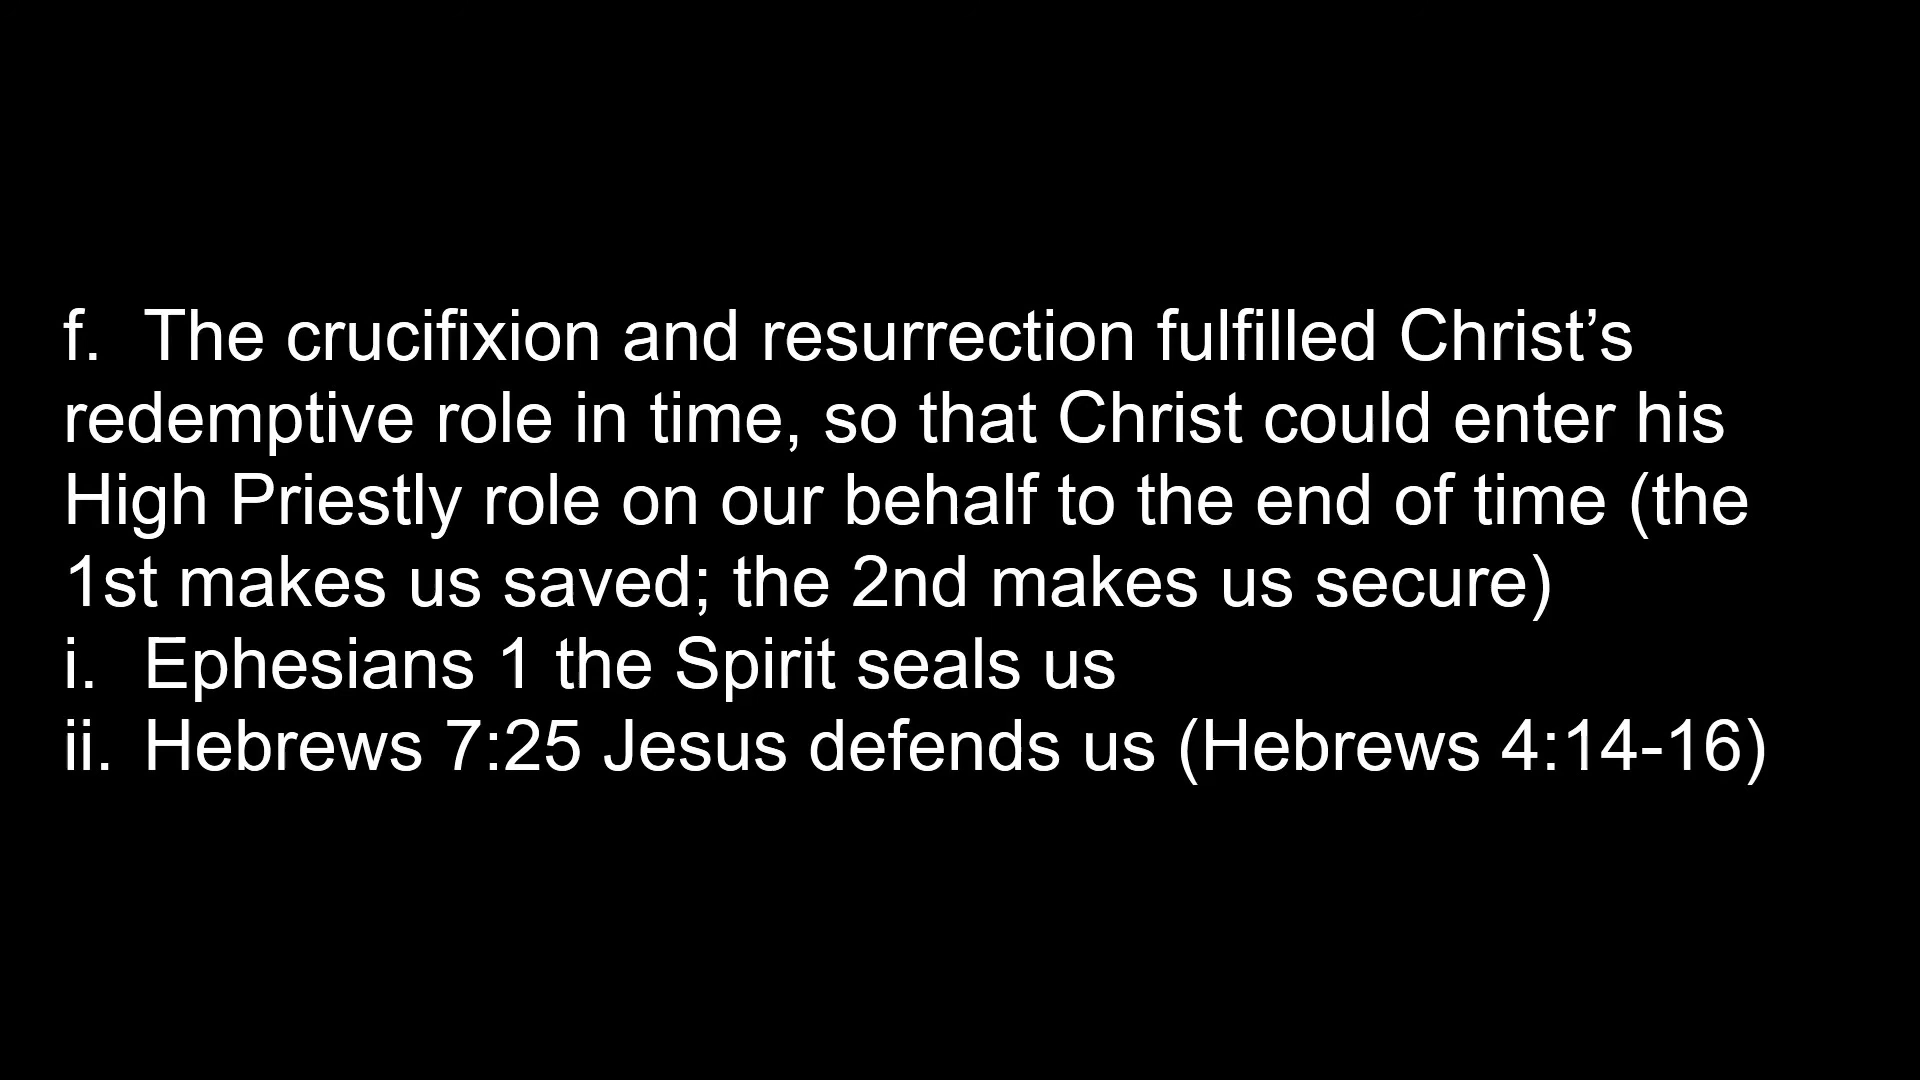 f. The crucifixion and resurrection fulfilled Christ’s
redemptive role in time, so that Christ could enter his
High Priestly role on our behalf to the end of time (the
1st makes us saved; the 2nd makes us secure)
i. Ephesians 1 the Spirit seals us
ii. Hebrews 7:25 Jesus defends us (Hebrews 4:14-16)